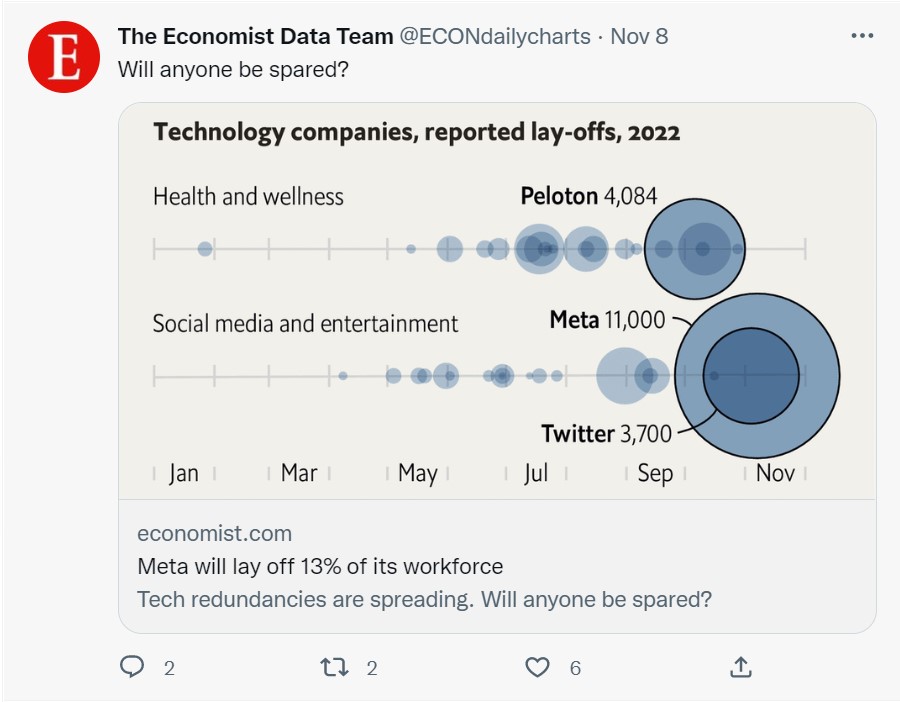 E The Economist Data Team @ECONdailycharts · Nov 8
Will anyone be spared?
Technology companies, reported lay-offs, 2022
Health and wellness
Peloton 4,084
Social media and entertainment
Meta 11,000
Twitter 3,700
Jan Mar May Jul Sep Nov
economist.com
Meta will lay off 13% of its workforce
Tech redundancies are spreading. Will anyone be spared?
2 2 6